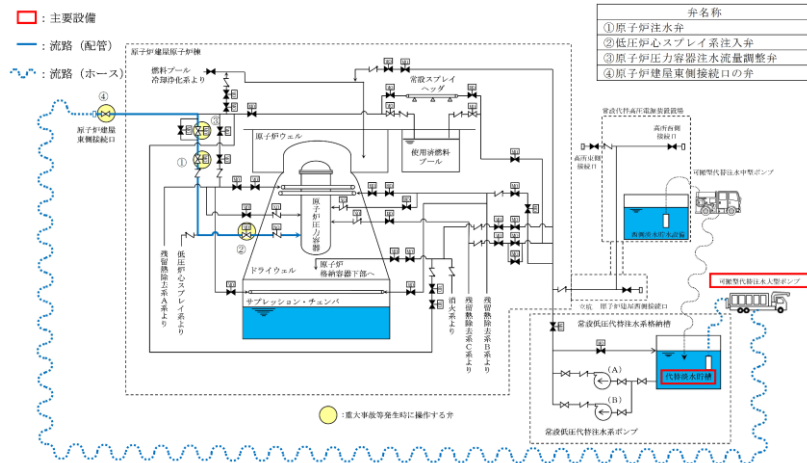 ：主要設備
：流路（配管）
：流路（ホース）
弁名称
①原子炉注水弁
②低圧炉心スプレイ系注入弁
③原子炉圧力容器注水流量調整弁
④原子炉建屋東側接続口の弁
原子炉建屋原子炉棟
燃料プール
冷却浄化系より
常設スプレイ
ヘッダ
④
原子炉建屋
東側接続口
③
①
②
原子炉ウェル
使用済燃料
プール
原子炉圧力容器
ドライウェル
原子炉
格納容器下部へ
サプレッション・チェンバ
残留熱除去系A系より
低圧炉心スプレイ系より
消火系より
残留熱除去系C系より
残留熱除去系B系より
常設代替高圧電源装置置場
高所西側
接続口
高所東側
接続口
可搬型代替注水中型ポンプ
西側淡水貯水設備
可搬型代替注水大型ポンプ
原子炉建屋西側接続口
常設低圧代替注水系格納槽
(A)
(B)
代替淡水貯槽
常設低圧代替注水系ポンプ
：重大事故等発生時に操作する弁